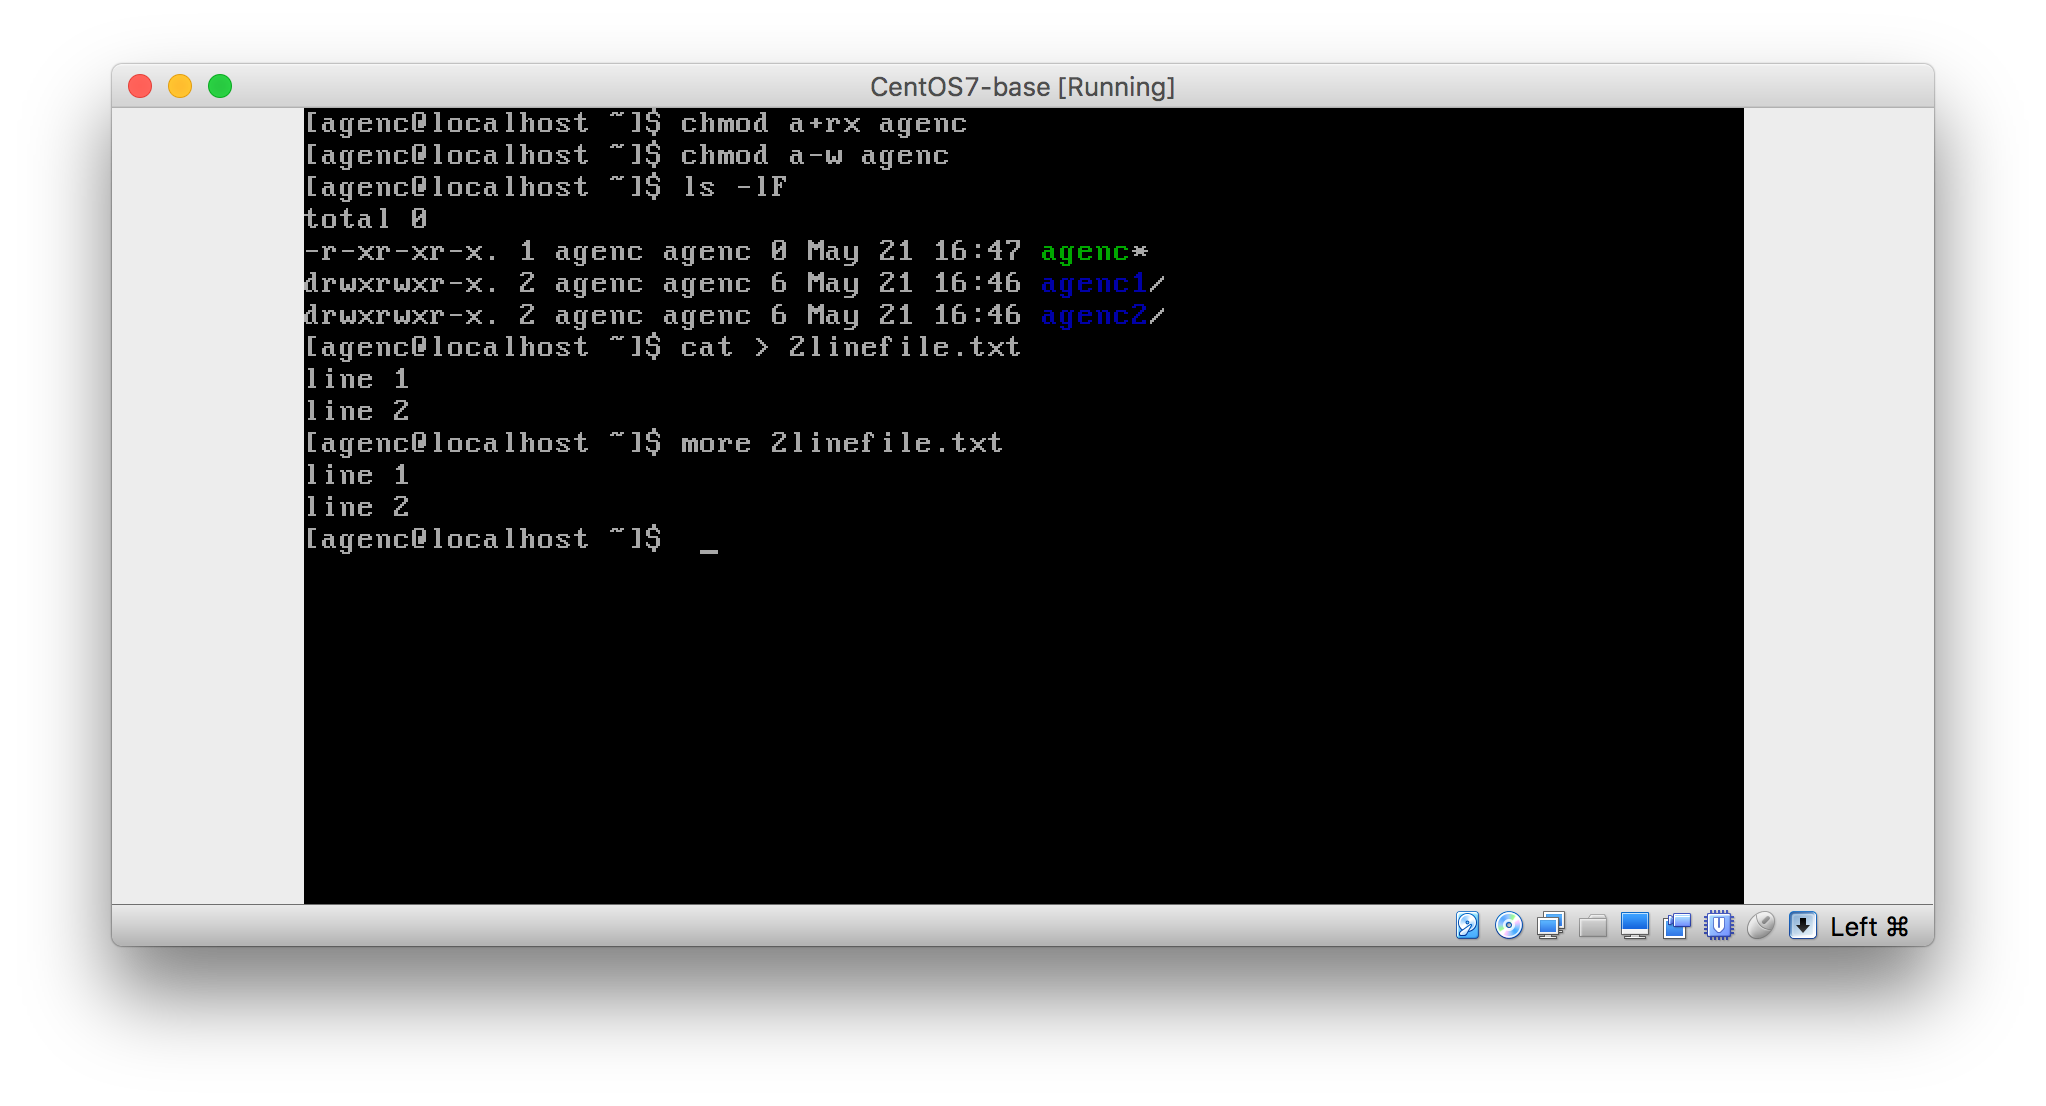 CentOS7-base [Running]
[agenc@localhost ~]$ chmod a+rx agenc
[agenc@localhost ~]$ chmod a-w agenc
[agenc@localhost ~]$ ls -lF
total 0
-r-xr-xr-x. 1 agenc agenc 0 May 21 16:47 agenc*
drwxrwxr-x. 2 agenc agenc 6 May 21 16:46 agenc1/
drwxrwxr-x. 2 agenc agenc 6 May 21 16:46 agenc2/
[agenc@localhost ~]$ cat > 2linefile.txt
line 1
line 2
[agenc@localhost ~]$ more 2linefile.txt
line 1
line 2
[agenc@localhost ~]$  _
Left ⌘